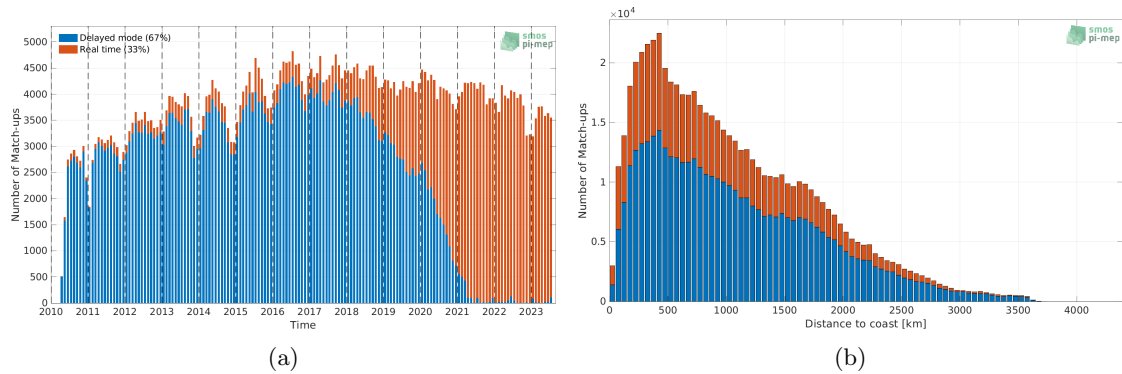 Delayed mode (67%)
Real time (33%)
smos
pi-mep
5000
4500
4000
3500
3000
2500
2000
1500
1000
500
0
Number of Match-ups
2010 2011 2012 2013 2014 2015 2016 2017 2018 2019 2020 2021 2022 2023
Time
(a)
×10⁴
smos
pi-mep
2
1.5
1
0.5
0
Number of Match-ups
0 500 1000 1500 2000 2500 3000 3500 4000
Distance to coast [km]
(b)